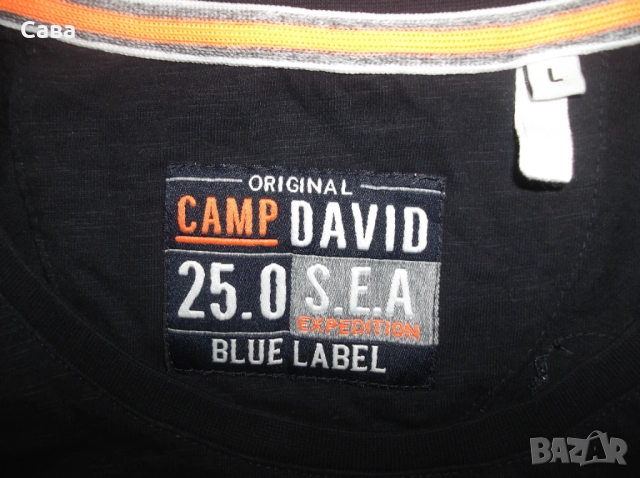 Сава
L
ORIGINAL
CAMP DAVID
25.0 S.E.A
EXPEDITION
BLUE LABEL
BAZAR